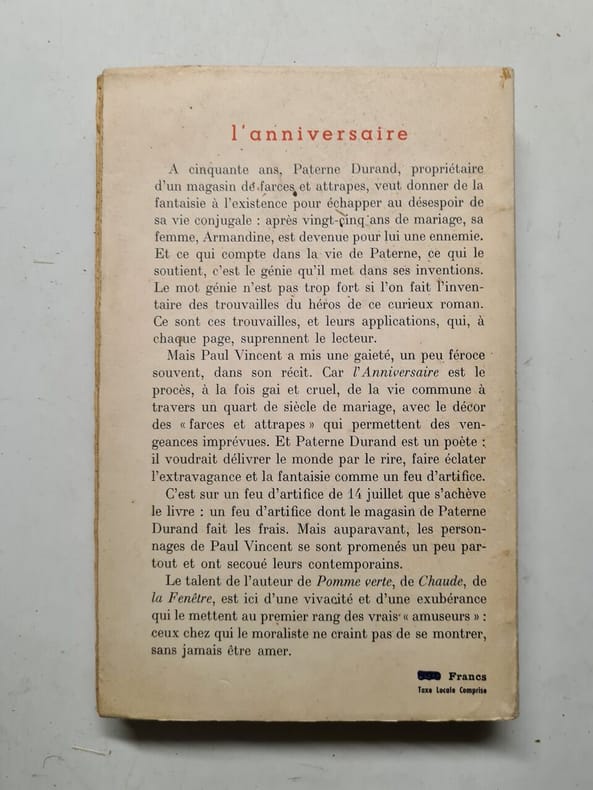 l'anniversaire
A cinquante ans, Paterne Durand, propriétaire
d'un magasin de farces et attrapes, veut donner de la
fantaisie à l'existence pour échapper au désespoir de
sa vie conjugale : après vingt-cinq ans de mariage, sa
femme, Armandine, est devenue pour lui une ennemie.
Et ce qui compte dans la vie de Paterne, ce qui le
soutient, c'est le génie qu'il met dans ses inventions.
Le mot génie n'est pas trop fort si l'on fait l'inven-
taire des trouvailles du héros de ce curieux roman.
Ce sont ces trouvailles, et leurs applications, qui, à
chaque page, suprennent le lecteur.
Mais Paul Vincent a mis une gaieté, un peu féroce
souvent, dans son récit. Car l'Anniversaire est le
procès, à la fois gai et cruel, de la vie commune à
travers un quart de siècle de mariage, avec le décor
des « farces et attrapes » qui permettent des ven-
geances imprévues. Et Paterne Durand est un poète :
il voudrait délivrer le monde par le rire, faire éclater
l'extravagance et la fantaisie comme un feu d'artifice.
C'est sur un feu d'artifice de 14 juillet que s'achève
le livre : un feu d'artifice dont le magasin de Paterne
Durand fait les frais. Mais auparavant, les person-
nages de Paul Vincent se sont promenés un peu par-
tout et ont secoué leurs contemporains.
Le talent de l'auteur de Pomme verte, de Chaude, de
la Fenêtre, est ici d'une vivacité et d'une exubérance
qui le mettent au premier rang des vrais « amuseurs » :
ceux chez qui le moraliste ne craint pas de se montrer,
sans jamais être amer.
Francs
Taxe Locale Comprise